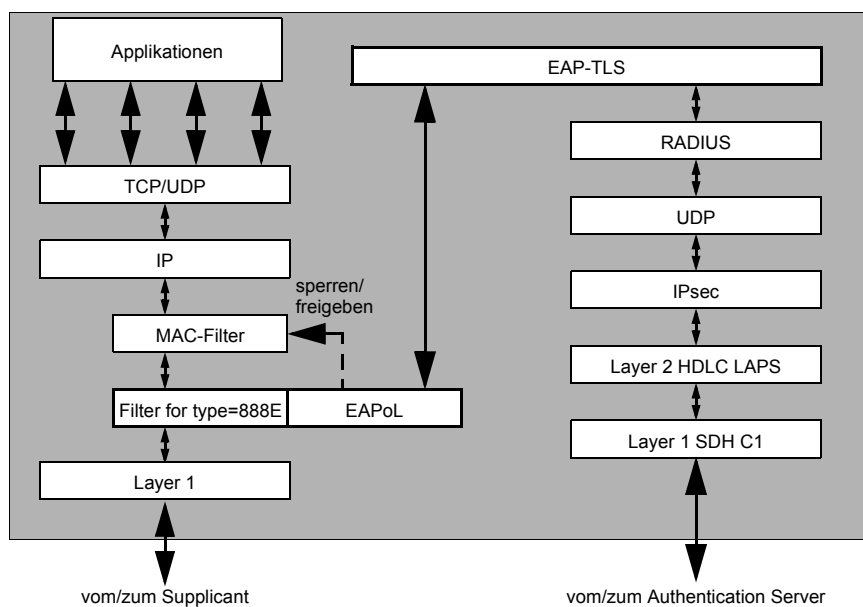 Applikationen
EAP-TLS
RADIUS
TCP/UDP
UDP
IP
sperren/
freigeben
IPsec
MAC-Filter
Layer 2 HDLC LAPS
Filter for type=888E
EAPoL
Layer 1 SDH C1
Layer 1
vom/zum Supplicant
vom/zum Authentication Server